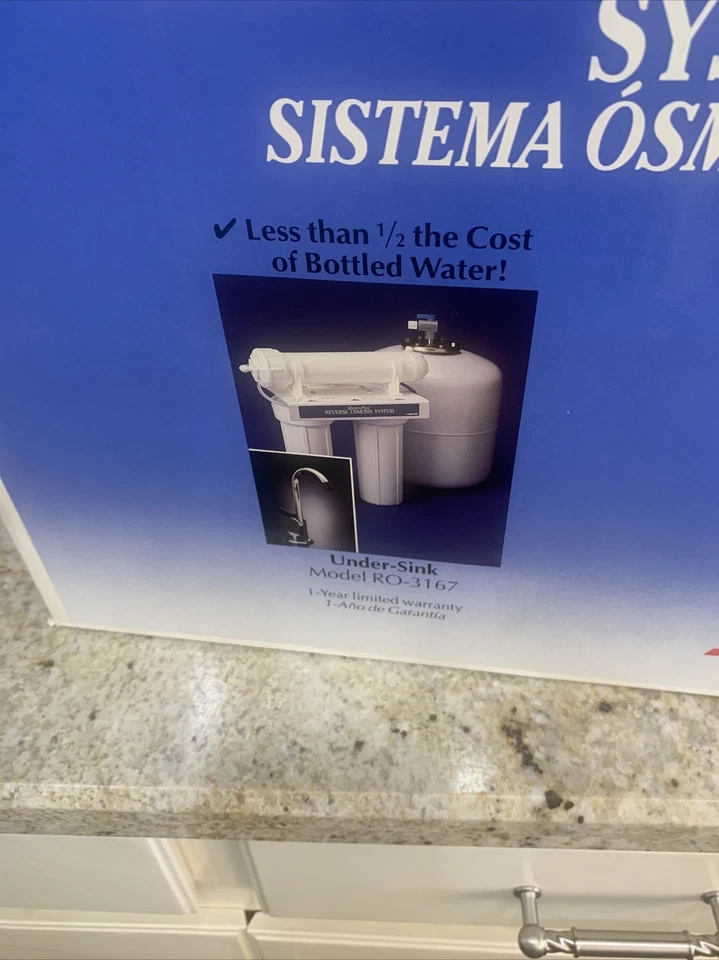 SYS
SISTEMA ÓSM
✔ Less than 1/2 the Cost
of Bottled Water!
REVERSE OSMOSIS SYSTEM
Under-Sink
Model RO-3167
1-Year limited warranty
1-Año de Garantía